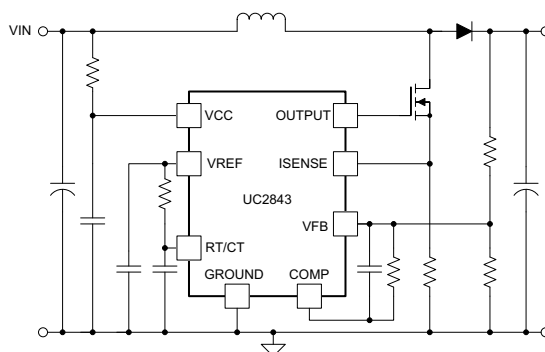 VIN
VCC
OUTPUT
VREF
ISENSE
UC2843
VFB
RT/CT
GROUND
COMP